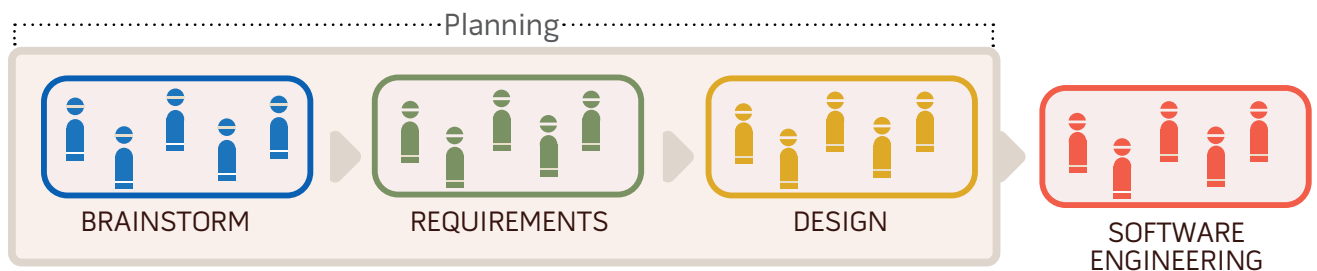 Planning
BRAINSTORM
REQUIREMENTS
DESIGN
SOFTWARE
ENGINEERING